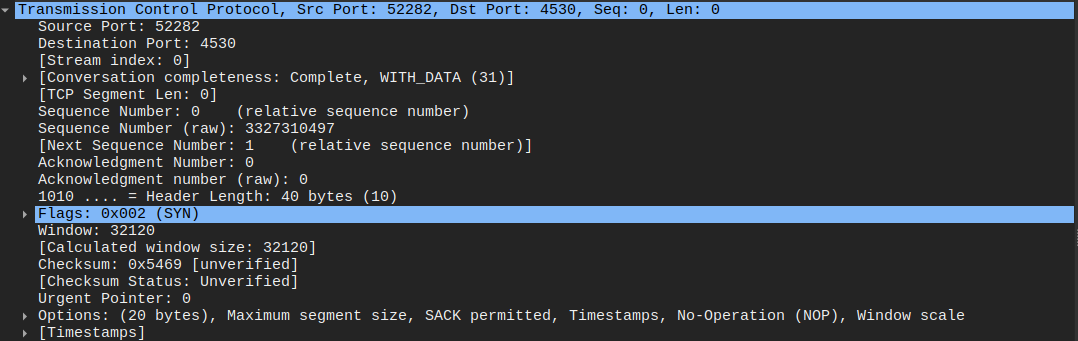 Transmission Control Protocol, Src Port: 52282, Dst Port: 4530, Seq: 0, Len: 0
Source Port: 52282
Destination Port: 4530
[Stream index: 0]
[Conversation completeness: Complete, WITH_DATA (31)]
[TCP Segment Len: 0]
Sequence Number: 0    (relative sequence number)
Sequence Number (raw): 3327310497
[Next Sequence Number: 1    (relative sequence number)]
Acknowledgment Number: 0
Acknowledgment number (raw): 0
1010 .... = Header Length: 40 bytes (10)
Flags: 0x002 (SYN)
Window: 32120
[Calculated window size: 32120]
Checksum: 0x5469 [unverified]
[Checksum Status: Unverified]
Urgent Pointer: 0
Options: (20 bytes), Maximum segment size, SACK permitted, Timestamps, No-Operation (NOP), Window scale
[Timestamps]